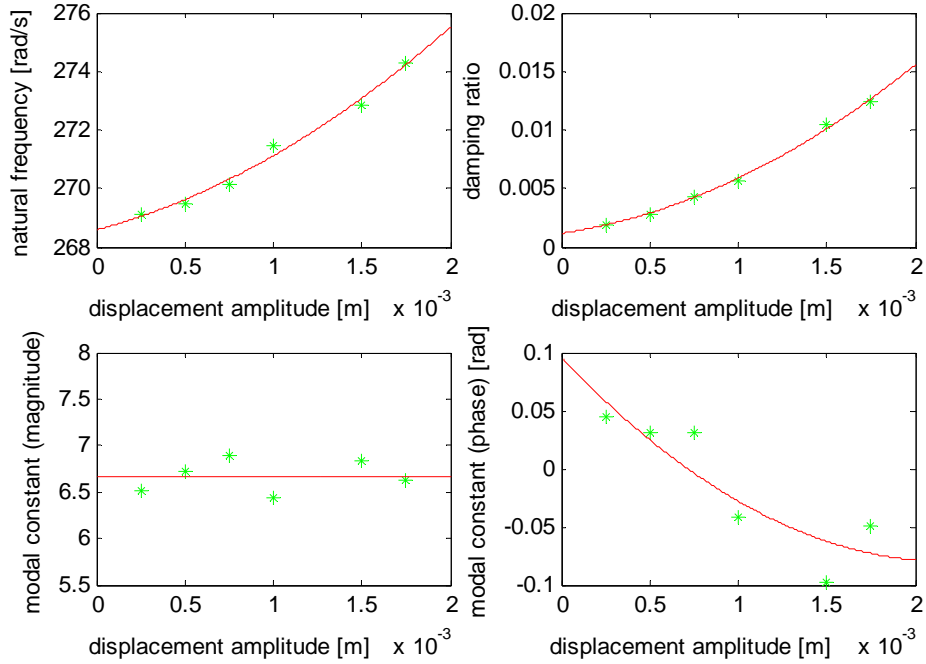 natural frequency [rad/s]
276
274
272
270
268
0 0.5 1 1.5 2
displacement amplitude [m] x 10^-3
damping ratio
0.02
0.015
0.01
0.005
0
0 0.5 1 1.5 2
displacement amplitude [m] x 10^-3
modal constant (magnitude)
8
7.5
7
6.5
6
5.5
0 0.5 1 1.5 2
displacement amplitude [m] x 10^-3
modal constant (phase) [rad]
0.1
0.05
0
-0.05
-0.1
0 0.5 1 1.5 2
displacement amplitude [m] x 10^-3